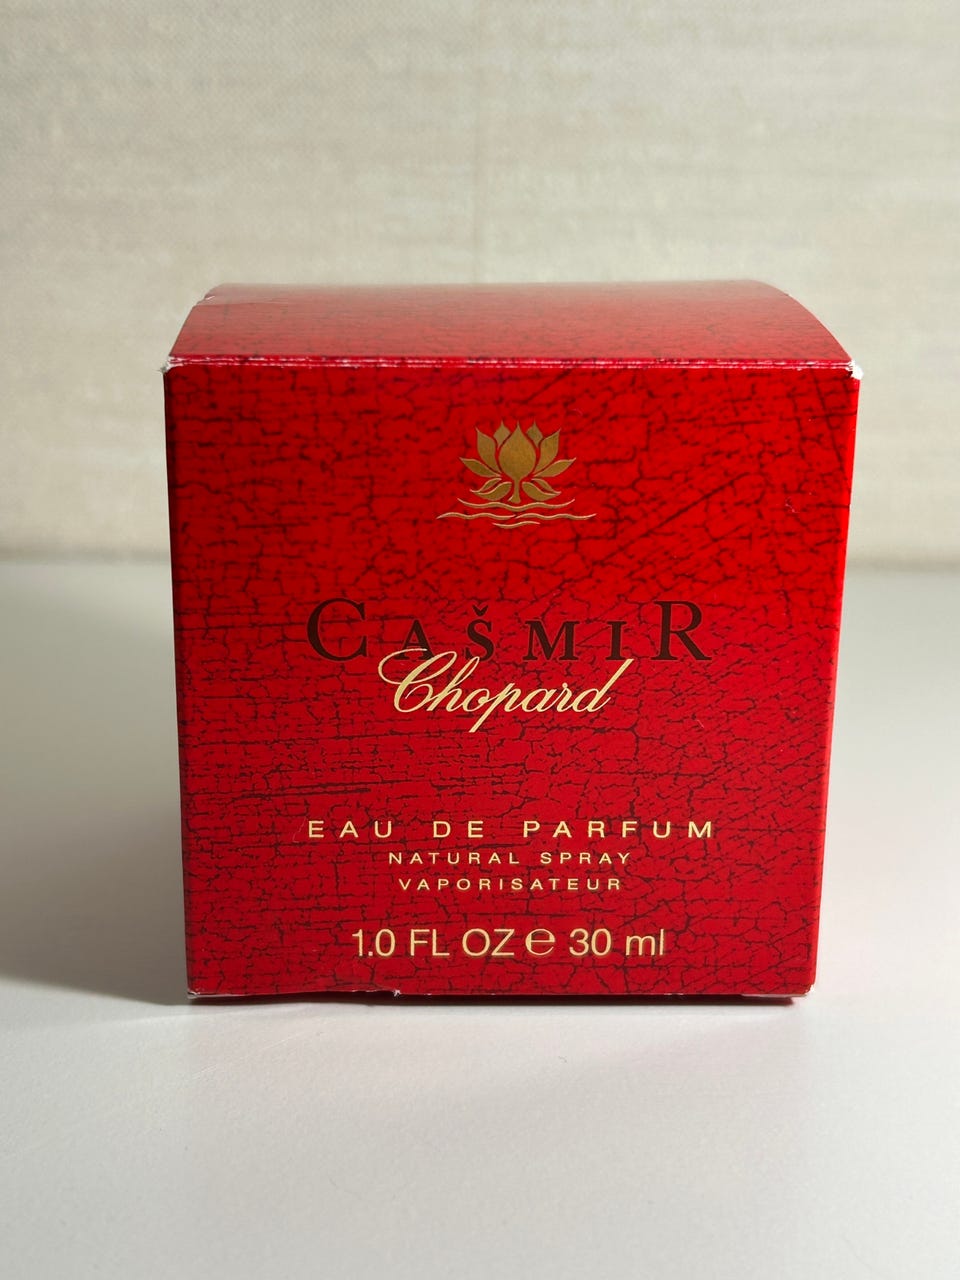 CAŠMIR
Chopard
EAU DE PARFUM
NATURAL SPRAY
VAPORISATEUR
1.0 FL OZ ℮ 30 ml